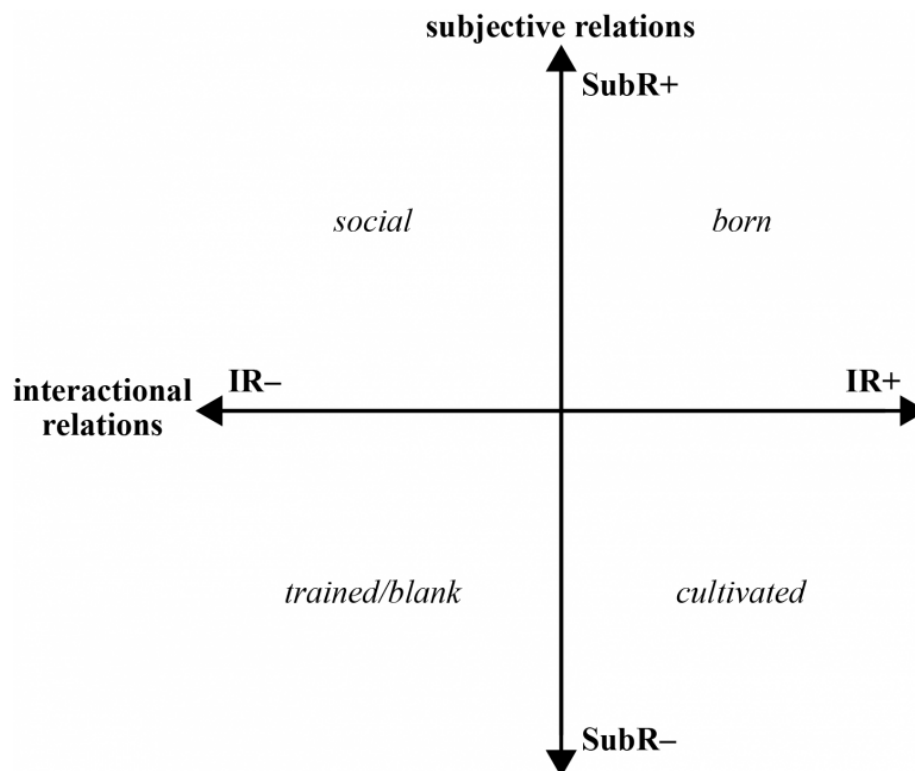 subjective relations
SubR+
social
born
IR–
IR+
interactional
relations
trained/blank
cultivated
SubR–